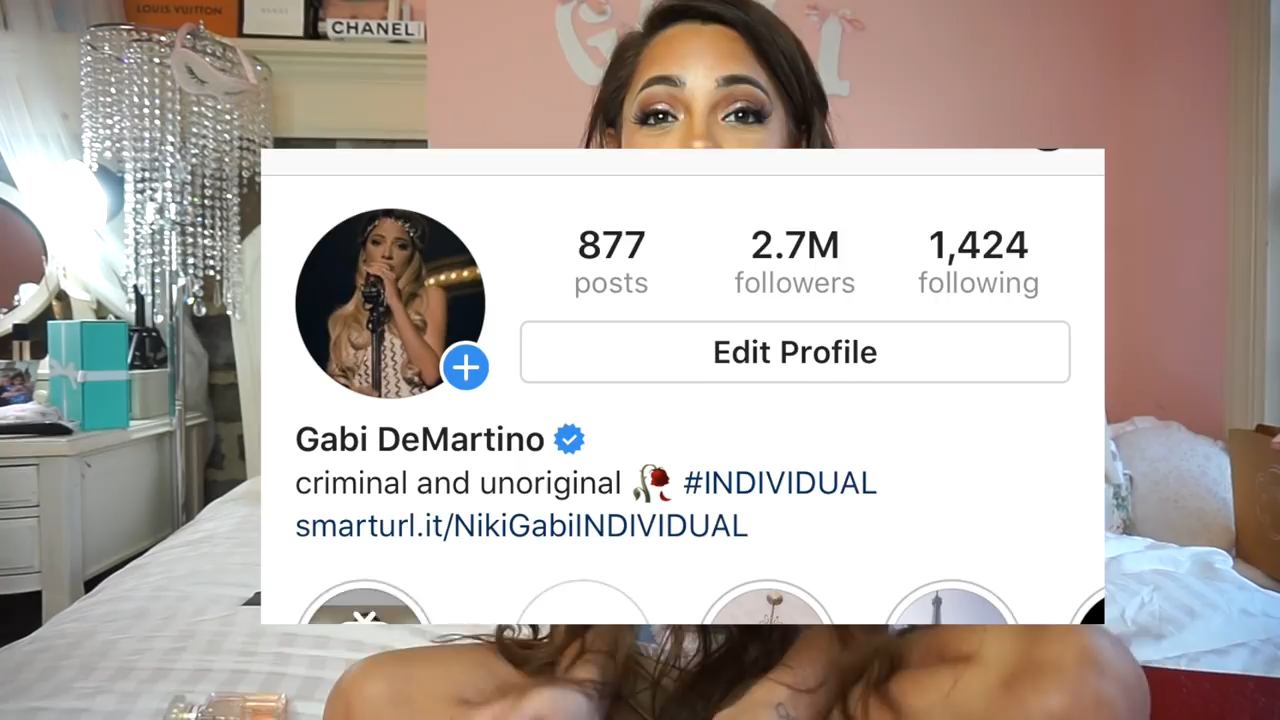 LOUIS VUITTON
CHANEL
877
posts
2.7M
followers
1,424
following
Edit Profile
Gabi DeMartino
criminal and unoriginal 🥀 #INDIVIDUAL
smarturl.it/NikiGabiINDIVIDUAL